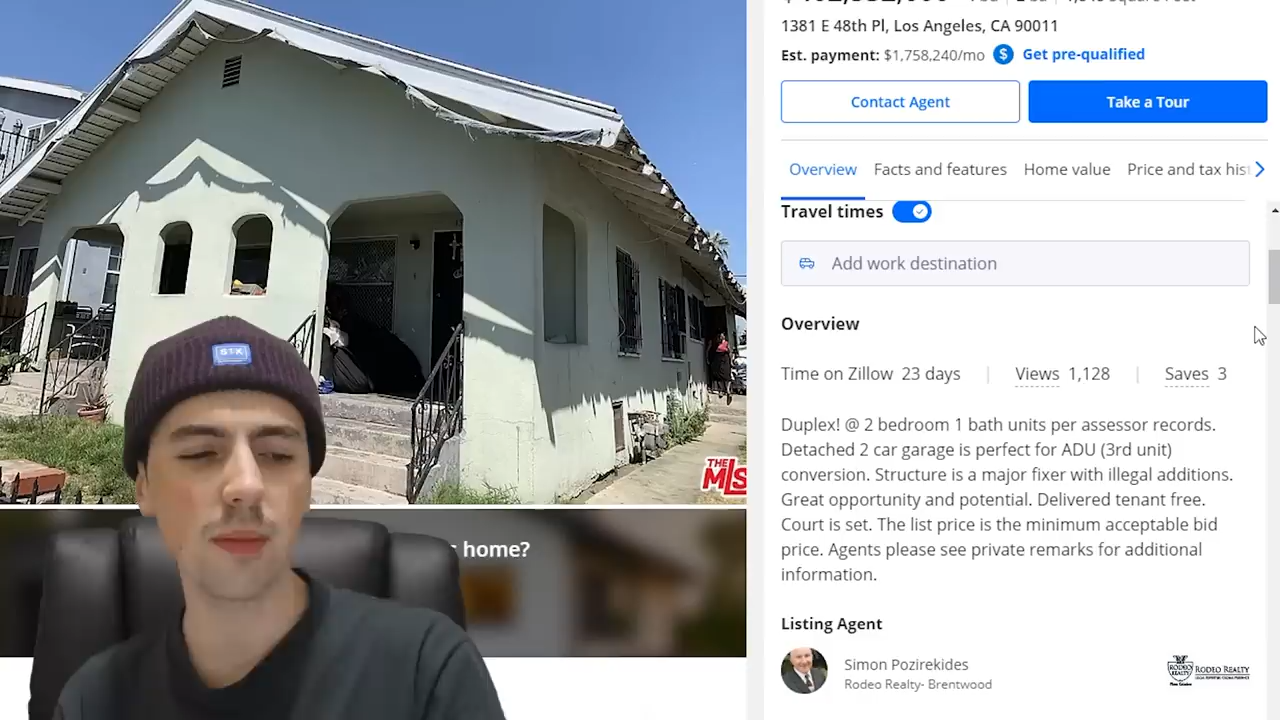 1381 E 48th Pl, Los Angeles, CA 90011
Est. payment: $1,758,240/mo $ Get pre-qualified
Contact Agent
Take a Tour
Overview Facts and features Home value Price and tax his
Travel times
Add work destination
Overview
Time on Zillow 23 days | Views 1,128 | Saves 3
Duplex! @ 2 bedroom 1 bath units per assessor records.
Detached 2 car garage is perfect for ADU (3rd unit)
conversion. Structure is a major fixer with illegal additions.
Great opportunity and potential. Delivered tenant free.
Court is set. The list price is the minimum acceptable bid
price. Agents please see private remarks for additional
information.
Listing Agent
Simon Pozirekides
Rodeo Realty- Brentwood
RODEO REALTY
THE
MLS
home?